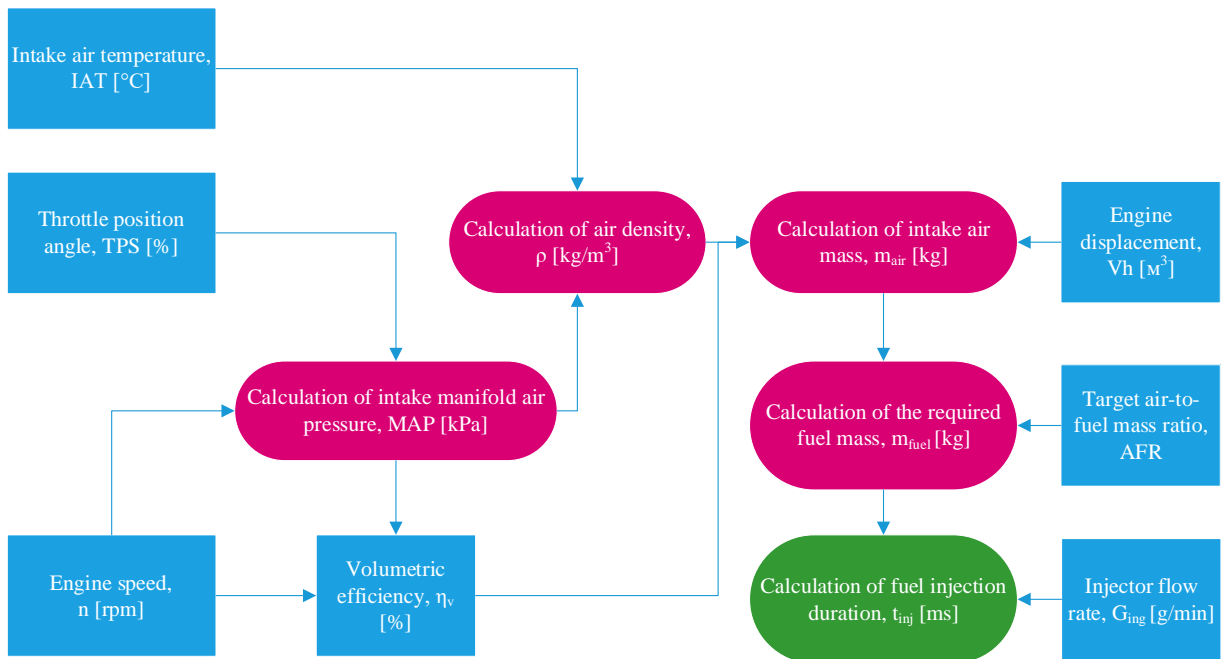 Intake air temperature,
IAT [°C]
Throttle position
angle, TPS [%]
Calculation of air density,
ρ [kg/m³]
Calculation of intake air
mass, mair [kg]
Engine
displacement,
Vh [м³]
Calculation of intake manifold air
pressure, MAP [kPa]
Calculation of the required
fuel mass, mfuel [kg]
Target air-to-
fuel mass ratio,
AFR
Engine speed,
n [rpm]
Volumetric
efficiency, ηv
[%]
Calculation of fuel injection
duration, tinj [ms]
Injector flow
rate, Ging [g/min]